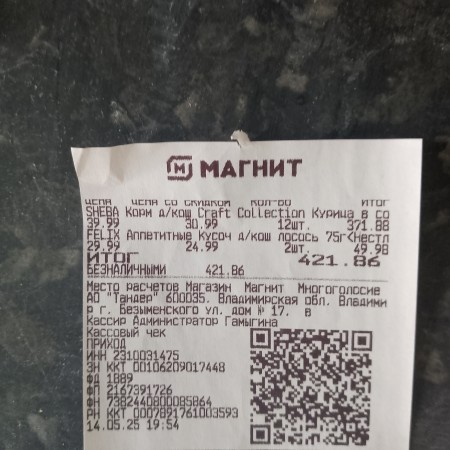 МАГНИТ
ЦЕНА ЦЕНА СО СКИДКОЙ КОЛ-ВО ИТОГ
SHEBA Корм д/кош Craft Collection Курица в со
39.99 30.99 12шт. 371.88
FELIX Аппетитные Кусоч д/кош лосось 75г<Нестл
29.99 24.99 2шт. 49.98
ИТОГ 421.86
БЕЗНАЛИЧНЫМИ 421.86
Место расчетов Магазин Магнит Многоголосие
АО "Тандер" 600035. Владимирская обл. Владими
р г. Безыменского ул. дом № 17. в
Кассир Администратор Гамыгина
Кассовый чек
ПРИХОД
ИНН 2310031475
ЗН ККТ 00106209017448
ФД 1889
ФП 2167391726
ФН 7382440800085864
РН ККТ 0007891761003593
14.05.25 19:54